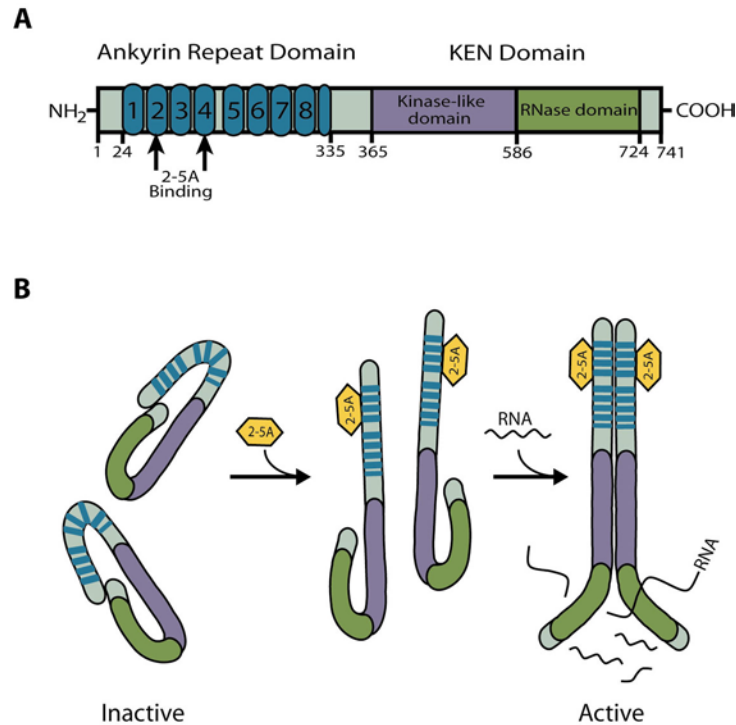 A
Ankyrin Repeat Domain KEN Domain
NH2 1 2 3 4 5 6 7 8 Kinase-like domain RNase domain COOH
1 24 335 365 586 724 741
2-5A
Binding
B
2-5A
2-5A
2-5A
RNA
2-5A
2-5A
RNA
Inactive Active